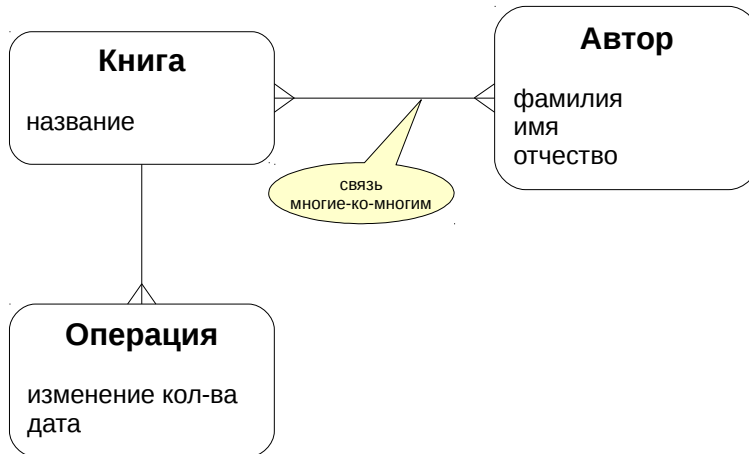 Книга
название
Автор
фамилия
имя
отчество
связь
многие-ко-многим
Операция
изменение кол-ва
дата